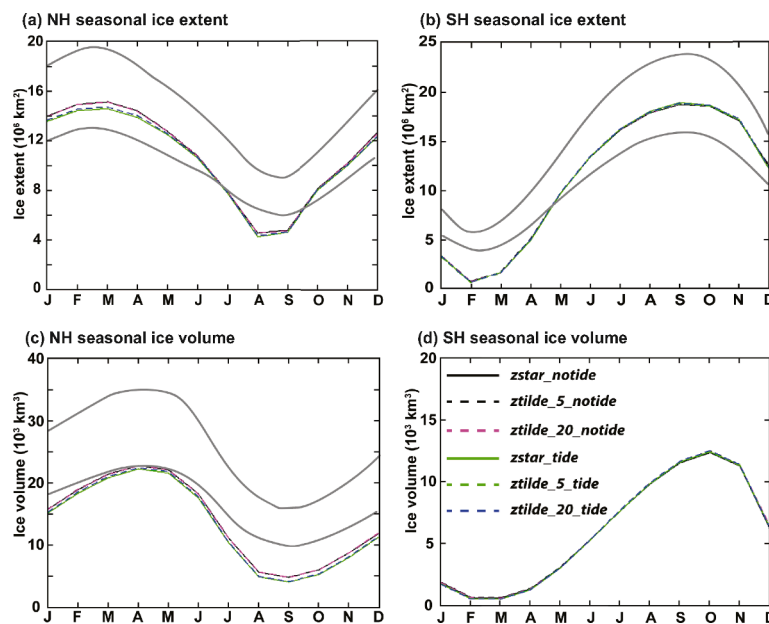 (a) NH seasonal ice extent
Ice extent (10⁶ km²)
20
16
12
8
4
0
J F M A M J J A S O N D
(b) SH seasonal ice extent
Ice extent (10⁶ km²)
25
20
15
10
5
0
J F M A M J J A S O N D
(c) NH seasonal ice volume
Ice volume (10³ km³)
40
30
20
10
0
J F M A M J J A S O N D
(d) SH seasonal ice volume
Ice volume (10³ km³)
20
15
10
5
0
zstar_notide
ztilde_5_notide
ztilde_20_notide
zstar_tide
ztilde_5_tide
ztilde_20_tide
J F M A M J J A S O N D